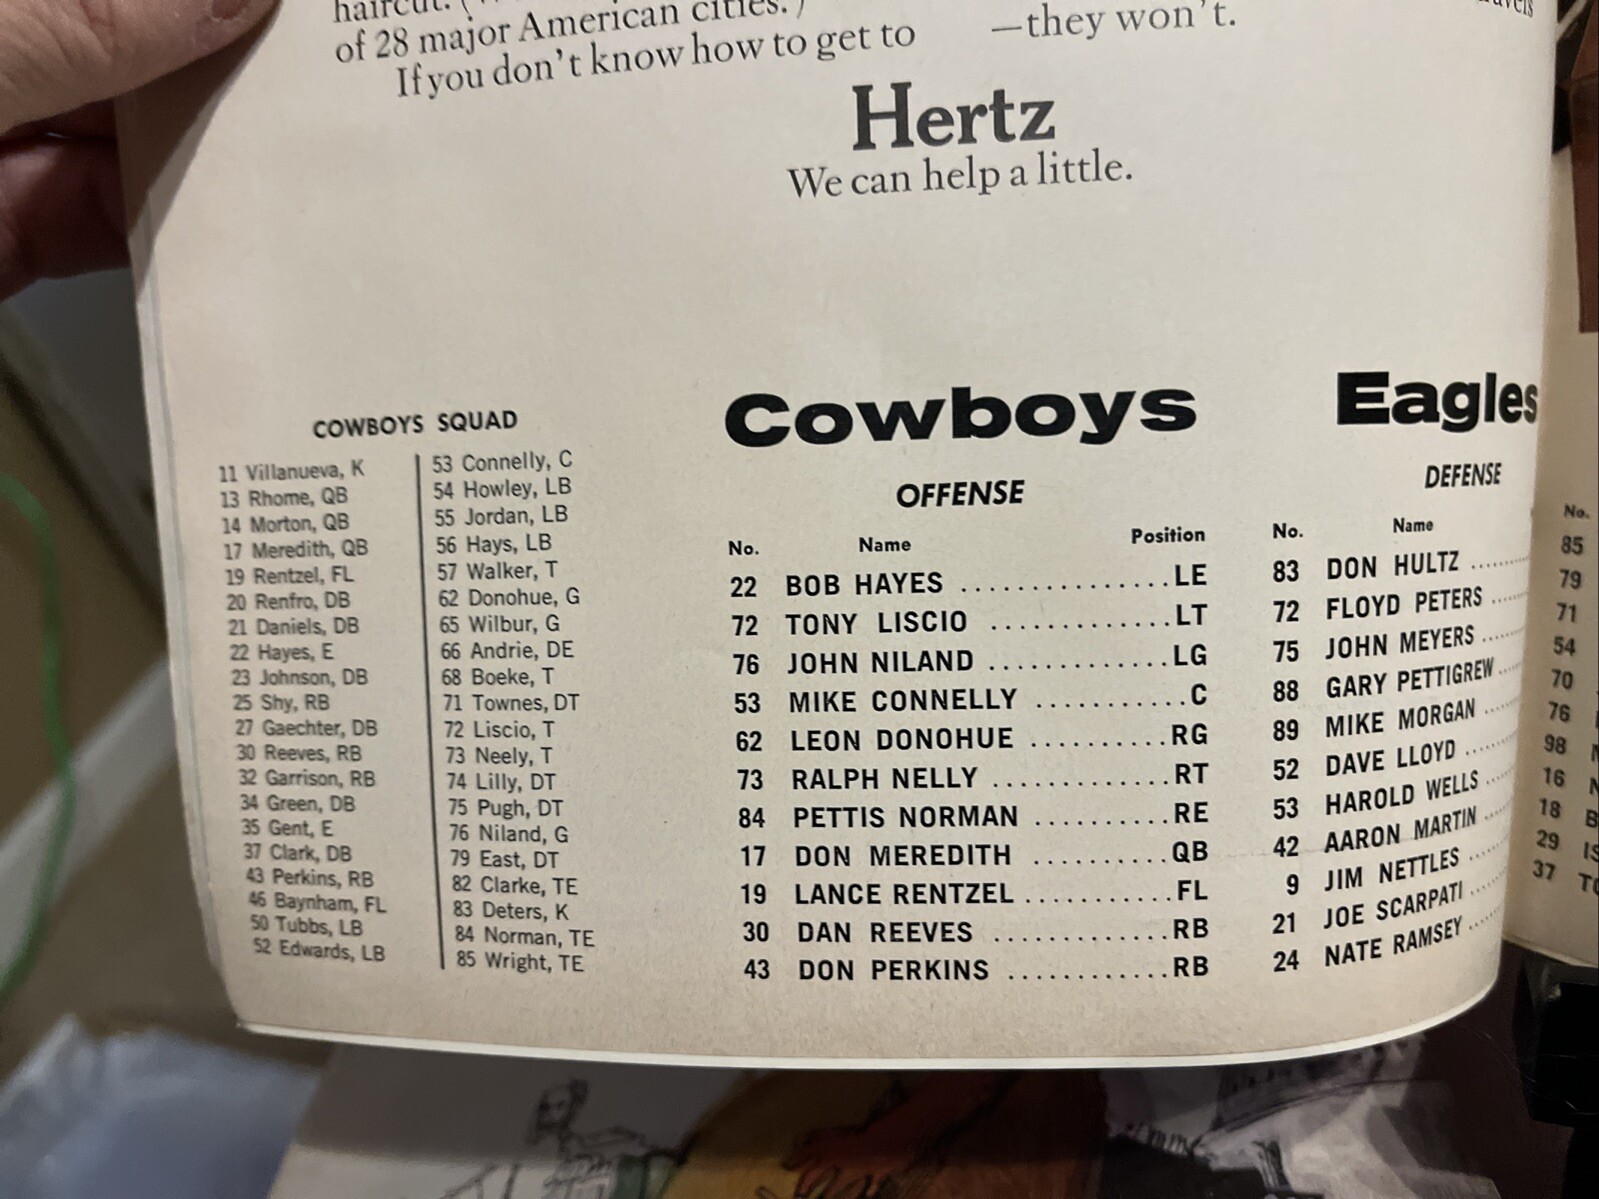 haircut.
of 28 major American cities.)
If you don't know how to get to
—they won't.
Hertz
We can help a little.
COWBOYS SQUAD
11 Villanueva, K
13 Rhome, QB
14 Morton, QB
17 Meredith, QB
19 Rentzel, FL
20 Renfro, DB
21 Daniels, DB
22 Hayes, E
23 Johnson, DB
25 Shy, RB
27 Gaechter, DB
30 Reeves, RB
32 Garrison, RB
34 Green, DB
35 Gent, E
37 Clark, DB
43 Perkins, RB
46 Baynham, FL
50 Tubbs, LB
52 Edwards, LB
53 Connelly, C
54 Howley, LB
55 Jordan, LB
56 Hays, LB
57 Walker, T
62 Donohue, G
65 Wilbur, G
66 Andrie, DE
68 Boeke, T
71 Townes, DT
72 Liscio, T
73 Neely, T
74 Lilly, DT
75 Pugh, DT
76 Niland, G
79 East, DT
82 Clarke, TE
83 Deters, K
84 Norman, TE
85 Wright, TE
Cowboys
OFFENSE
No. Name Position
22 BOB HAYES ............LE
72 TONY LISCIO ............LT
76 JOHN NILAND ............LG
53 MIKE CONNELLY ..........C
62 LEON DONOHUE ..........RG
73 RALPH NELLY ............RT
84 PETTIS NORMAN ..........RE
17 DON MEREDITH ..........QB
19 LANCE RENTZEL ...........FL
30 DAN REEVES ............RB
43 DON PERKINS ...........RB
Eagles
DEFENSE
No. Name
83 DON HULTZ ......
72 FLOYD PETERS ....
75 JOHN MEYERS .....
88 GARY PETTIGREW ...
89 MIKE MORGAN ....
52 DAVE LLOYD ......
53 HAROLD WELLS ....
42 AARON MARTIN ....
9 JIM NETTLES ......
21 JOE SCARPATI .....
24 NATE RAMSEY .....
No.
85
79
71
54
70
76
98
16
18 B
29 IS
37 TO